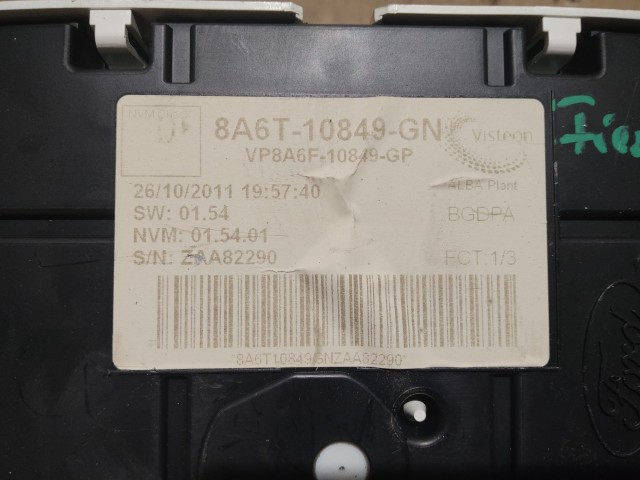 8A6T-10849-GN
Visteon
VP8A6F-10849-GP
26/10/2011 19:57:40
ALBA Plant
SW: 01.54
BGDPA
NVM: 01.54.01
S/N: ZAA82290
FCT 1/3
*8A6T10849GNZAA82290*
Ford